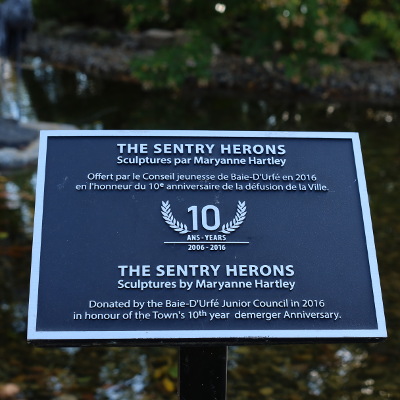 THE SENTRY HERONS
Sculptures par Maryanne Hartley
Offert par le Conseil jeunesse de Baie-D'Urfé en 2016
en l'honneur du 10e anniversaire de la défusion de la Ville.
10
ANS - YEARS
2006 - 2016
THE SENTRY HERONS
Sculptures by Maryanne Hartley
Donated by the Baie-D'Urfé Junior Council in 2016
in honour of the Town's 10th year demerger Anniversary.